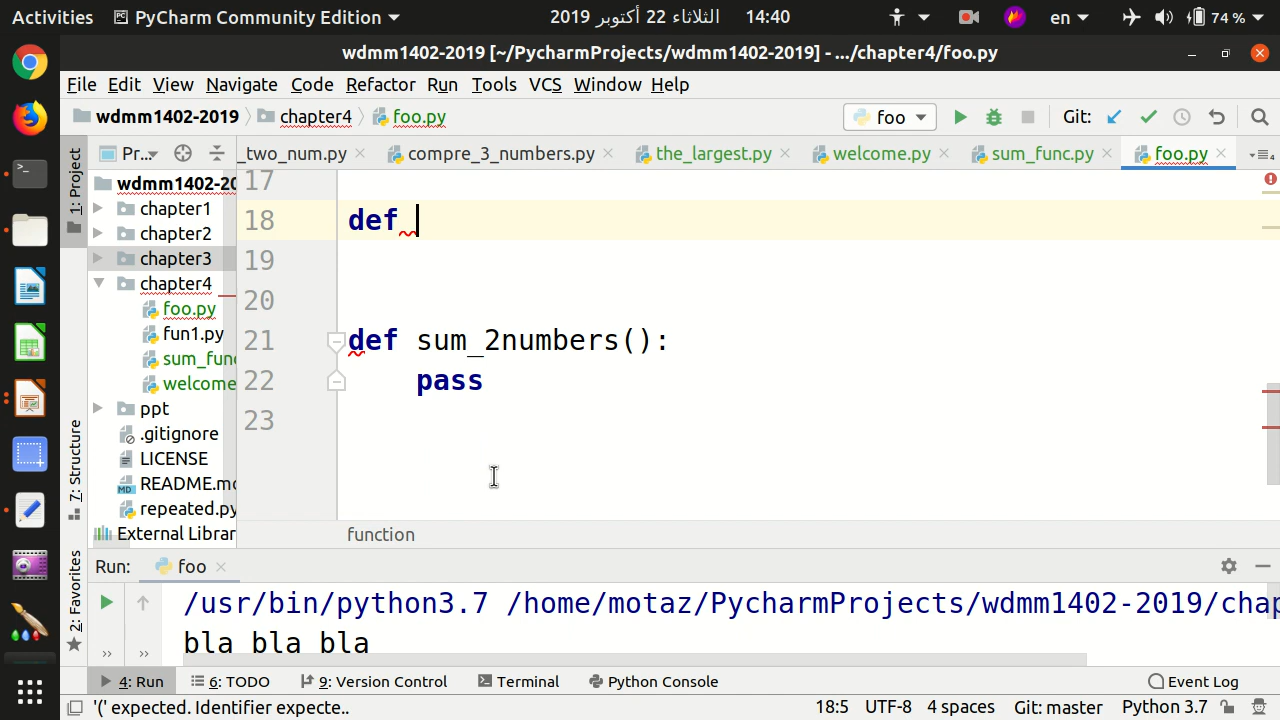 Activities PyCharm Community Edition 2019 الثلاثاء 22 أكتوبر 14:40 en 74 %
wdmm1402-2019 [~/PycharmProjects/wdmm1402-2019] - .../chapter4/foo.py
File Edit View Navigate Code Refactor Run Tools VCS Window Help
wdmm1402-2019 chapter4 foo.py foo Git:
1: Project Pr... _two_num.py compre_3_numbers.py the_largest.py welcome.py sum_func.py foo.py
wdmm1402-20
chapter1
chapter2
chapter3
chapter4
foo.py
fun1.py
sum_fun
welcome
ppt
.gitignore
LICENSE
README.m
repeated.py
External Librar
17
18 def
19
20
21 def sum_2numbers():
22 pass
23
function
7: Structure
2: Favorites
Run: foo
/usr/bin/python3.7 /home/motaz/PycharmProjects/wdmm1402-2019/chap
bla bla bla
4: Run 6: TODO 9: Version Control Terminal Python Console Event Log
'(' expected. Identifier expecte.. 18:5 UTF-8 4 spaces Git: master Python 3.7